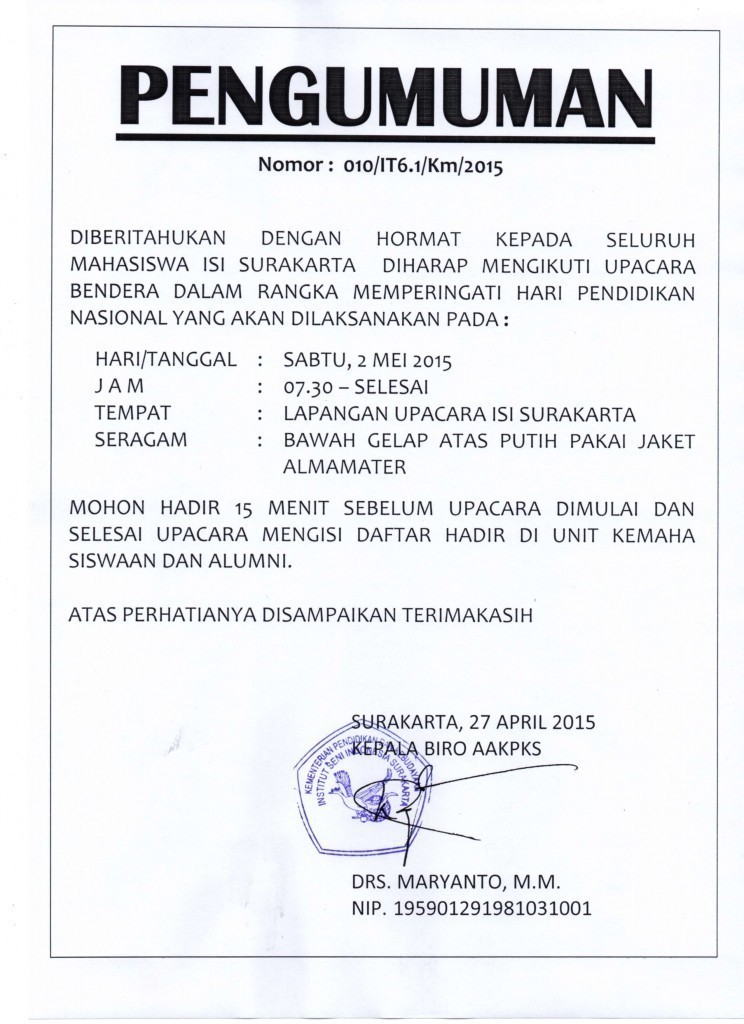 PENGUMUMAN
Nomor : 010/IT6.1/Km/2015
DIBERITAHUKAN DENGAN HORMAT KEPADA SELURUH
MAHASISWA ISI SURAKARTA DIHARAP MENGIKUTI UPACARA
BENDERA DALAM RANGKA MEMPERINGATI HARI PENDIDIKAN
NASIONAL YANG AKAN DILAKSANAKAN PADA :
HARI/TANGGAL : SABTU, 2 MEI 2015
J A M : 07.30 – SELESAI
TEMPAT : LAPANGAN UPACARA ISI SURAKARTA
SERAGAM : BAWAH GELAP ATAS PUTIH PAKAI JAKET
ALMAMATER
MOHON HADIR 15 MENIT SEBELUM UPACARA DIMULAI DAN
SELESAI UPACARA MENGISI DAFTAR HADIR DI UNIT KEMAHA
SISWAAN DAN ALUMNI.
ATAS PERHATIANYA DISAMPAIKAN TERIMAKASIH
SURAKARTA, 27 APRIL 2015
KEPALA BIRO AAKPKS
KEMENTERIAN PENDIDIKAN
INSTITUT SENI INDONESIA SURAKARTA
DRS. MARYANTO, M.M.
NIP. 195901291981031001